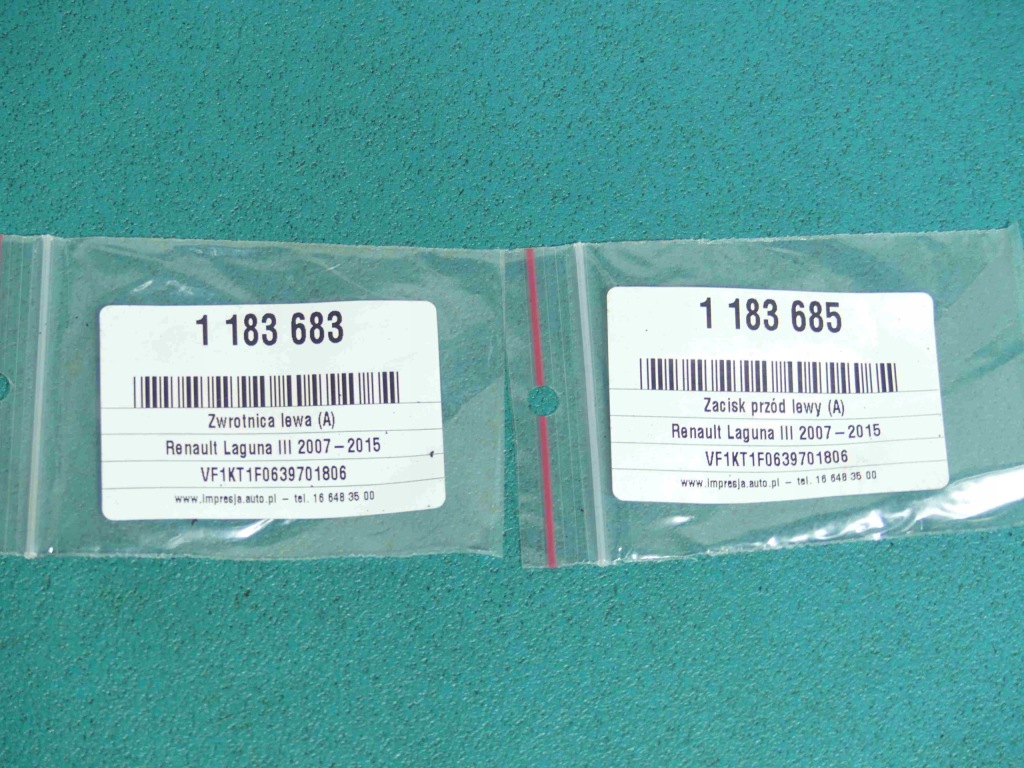 1 183 683
Zwrotnica lewa (A)
Renault Laguna III 2007-2015
VF1KT1F0639701806
www.impresja.auto.pl - tel. 16 648 35 00
1 183 685
Zacisk przód lewy (A)
Renault Laguna III 2007-2015
VF1KT1F0639701806
www.impresja.auto.pl - tel. 16 648 35 00